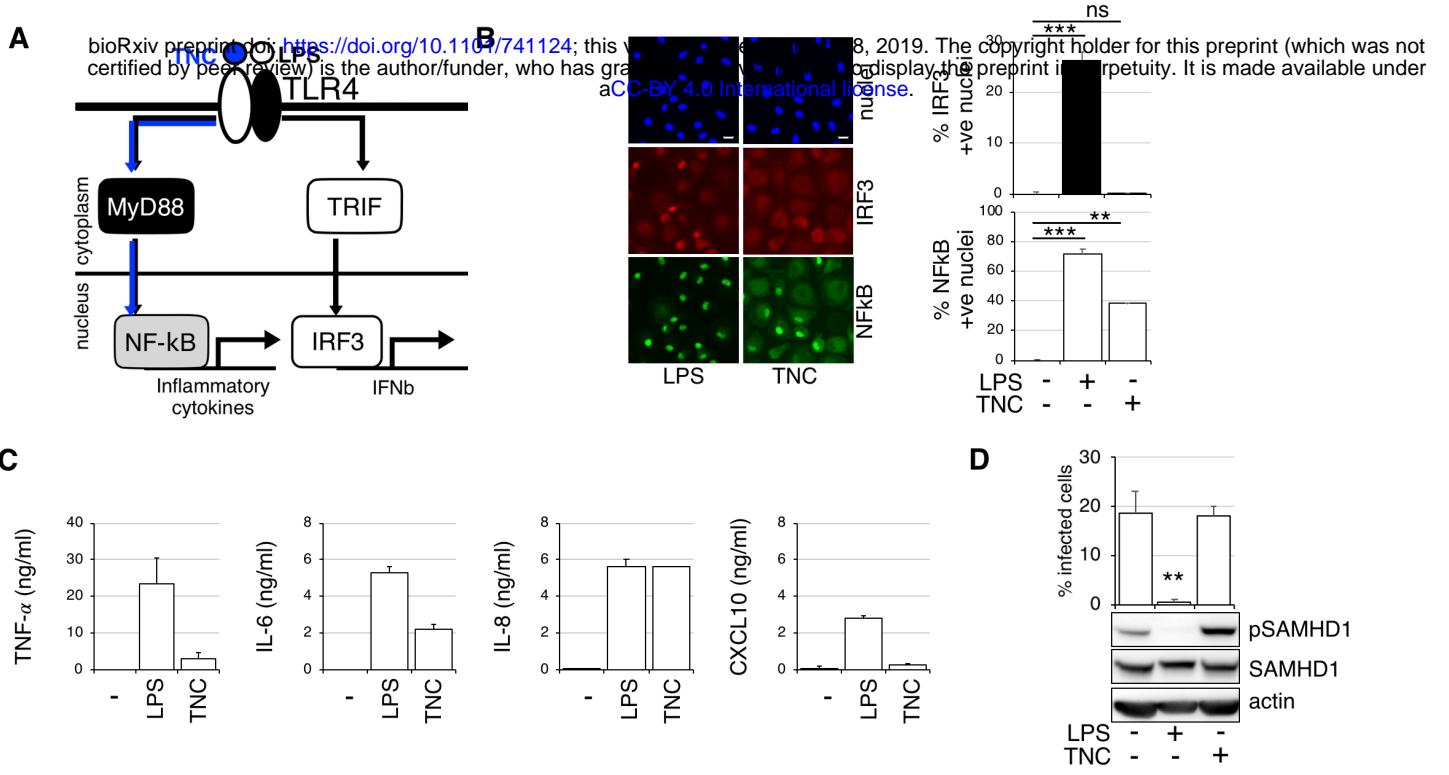 A
B
bioRxiv preprint doi: https://doi.org/10.1101/741124; this v 8, 2019. The copyright holder for this preprint (which was not
certified by peer review) is the author/funder, who has gra display the preprint in perpetuity. It is made available under
aCC-BY 4.0 International license.
TNC
LPS
TLR4
cytoplasm
MyD88
TRIF
nucleus
NF-kB
IRF3
Inflammatory
cytokines
IFNb
nuclei
IRF3
NFkB
LPS
TNC
ns
***
30
20
10
0
% IRF3
+ve nuclei
**
***
100
80
60
40
20
0
% NFkB
+ve nuclei
LPS - + -
TNC - - +
C
TNF-α (ng/ml)
40
30
20
10
0
-
LPS
TNC
IL-6 (ng/ml)
8
6
4
2
0
-
LPS
TNC
IL-8 (ng/ml)
8
6
4
2
0
-
LPS
TNC
CXCL10 (ng/ml)
8
6
4
2
0
-
LPS
TNC
D
% infected cells
30
20
10
0
**
pSAMHD1
SAMHD1
actin
LPS - + -
TNC - - +